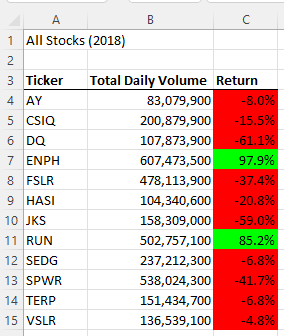 A B C
1 All Stocks (2018)
2
3 Ticker Total Daily Volume Return
4 AY 83,079,900 -8.0%
5 CSIQ 200,879,900 -15.5%
6 DQ 107,873,900 -61.1%
7 ENPH 607,473,500 97.9%
8 FSLR 478,113,900 -37.4%
9 HASI 104,340,600 -20.8%
10 JKS 158,309,000 -59.0%
11 RUN 502,757,100 85.2%
12 SEDG 237,212,300 -6.8%
13 SPWR 538,024,300 -41.7%
14 TERP 151,434,700 -6.8%
15 VSLR 136,539,100 -4.8%